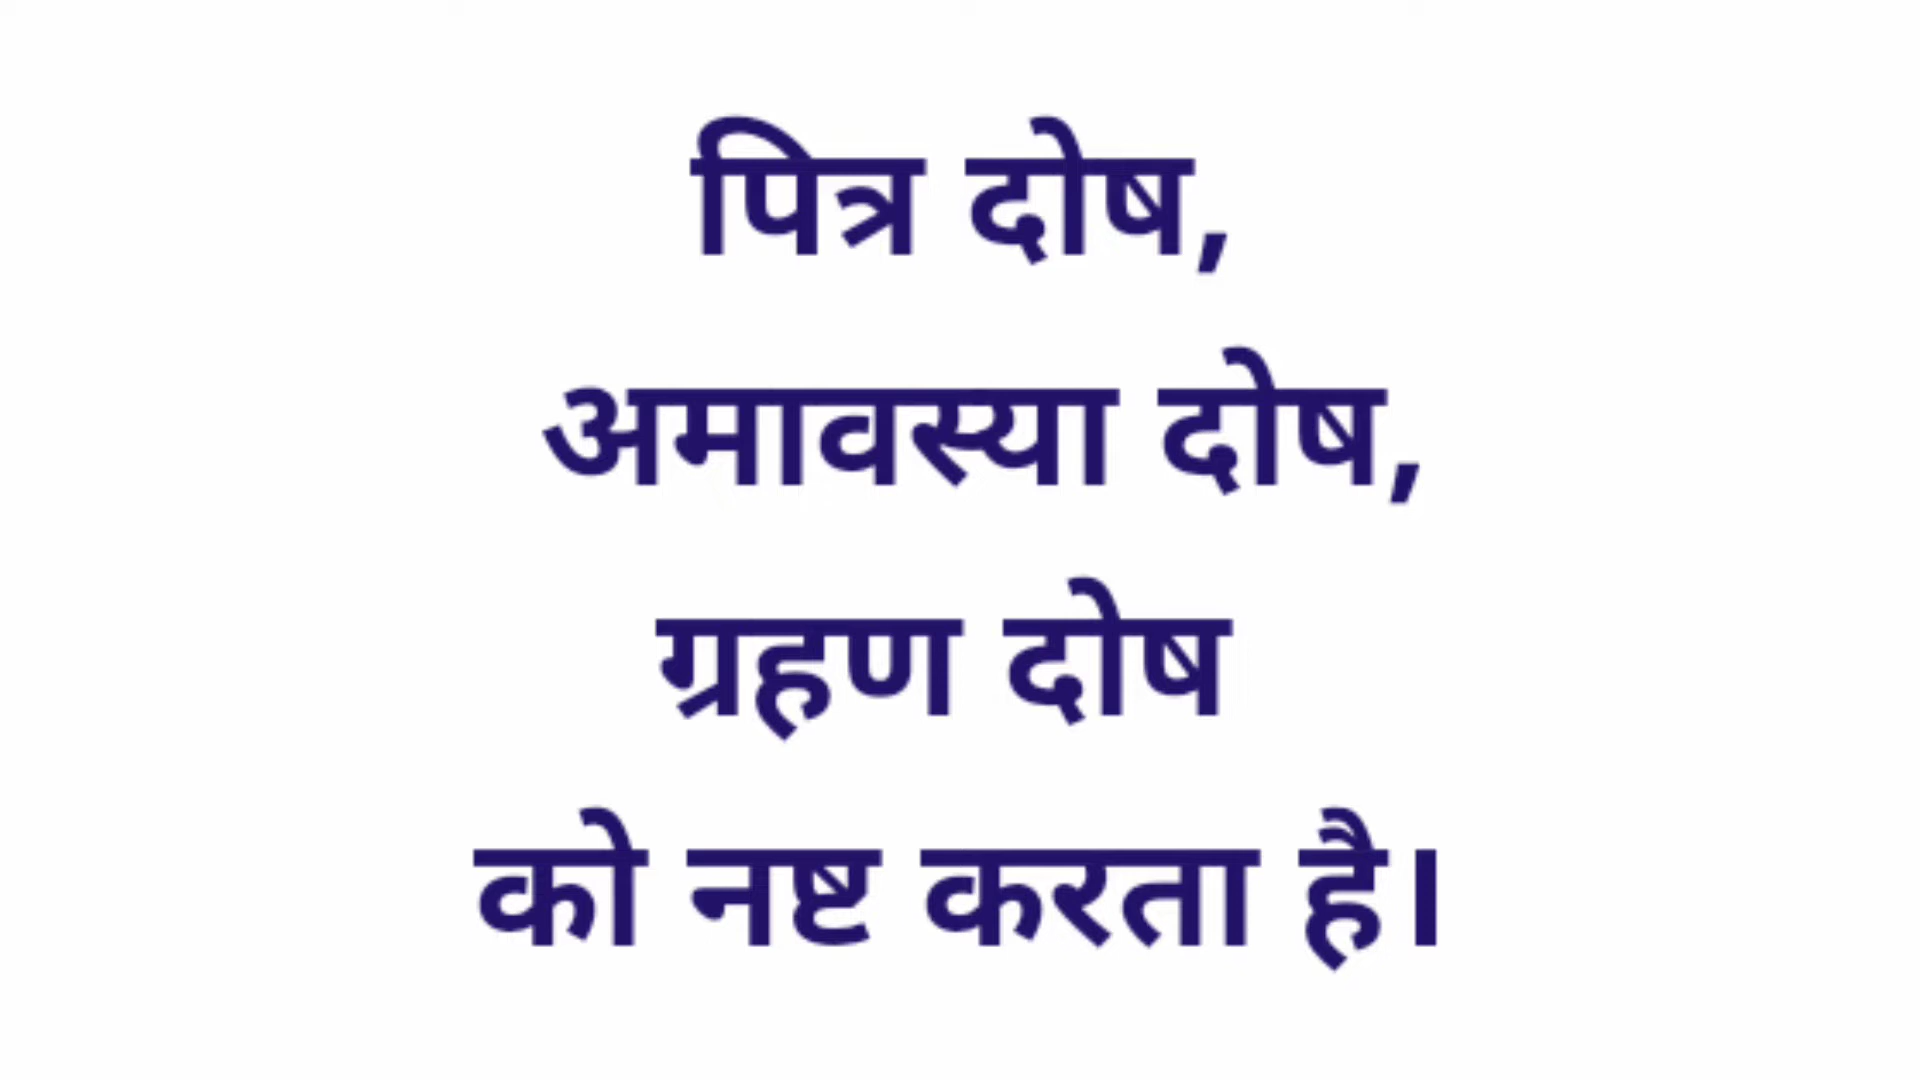 पित्र दोष,
अमावस्या दोष,
ग्रहण दोष
को नष्ट करता है।